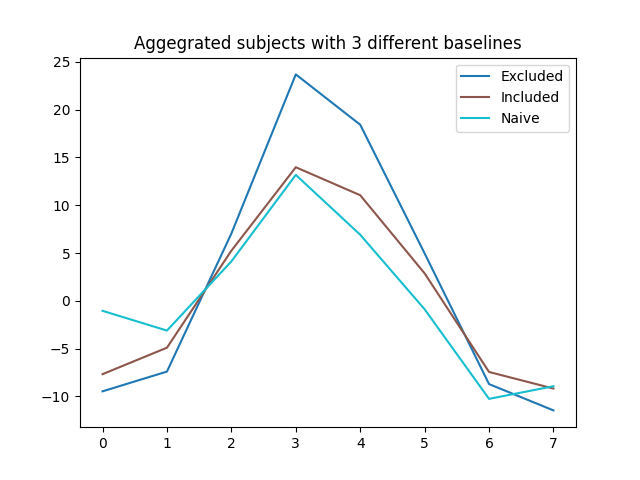 Aggegrated subjects with 3 different baselines
25
20
15
10
5
0
−5
−10
Excluded
Included
Naive
0 1 2 3 4 5 6 7